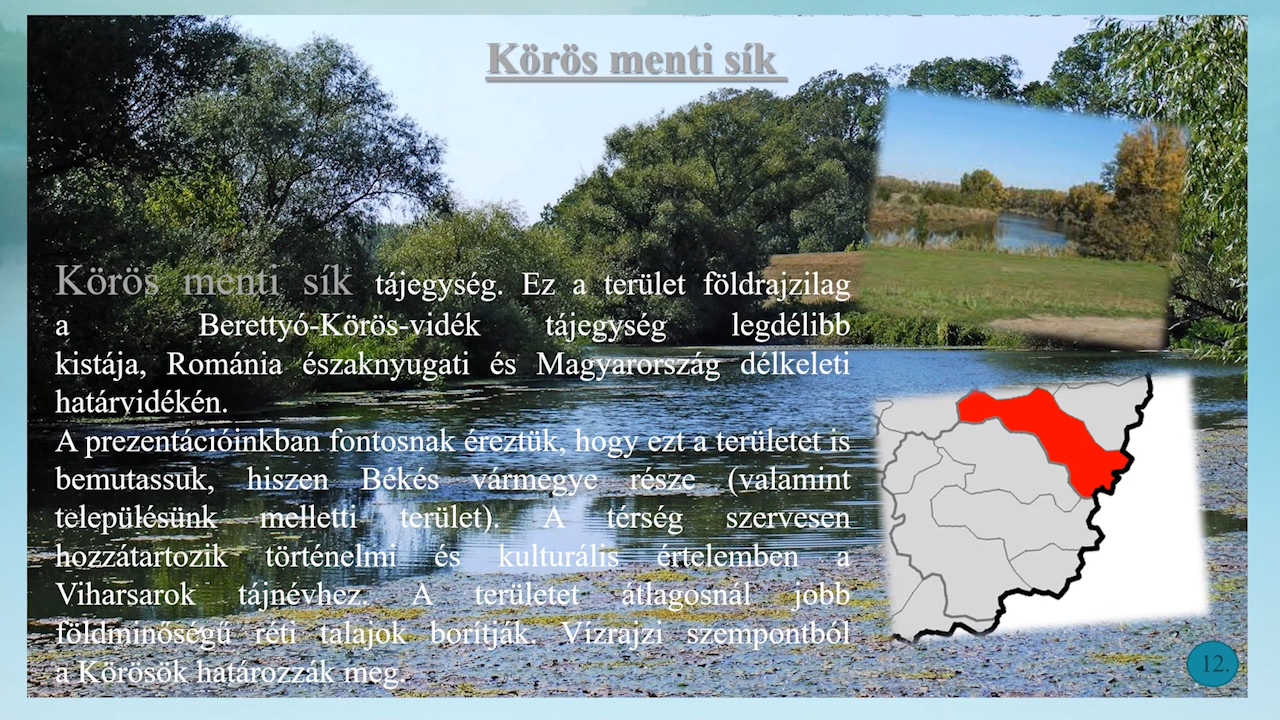 Körös menti sík
Körös menti sík tájegység. Ez a terület földrajzilag
a Berettyó-Körös-vidék tájegység legdélibb
kistája, Románia északnyugati és Magyarország délkeleti
határvidékén.
A prezentációinkban fontosnak éreztük, hogy ezt a területet is
bemutassuk, hiszen Békés vármegye része (valamint
településünk melletti terület). A térség szervesen
hozzátartozik történelmi és kulturális értelemben a
Viharsarok tájnévhez. A területet átlagosnál jobb
földminőségű réti talajok borítják. Vízrajzi szempontból
a Körösök határozzák meg.
12.